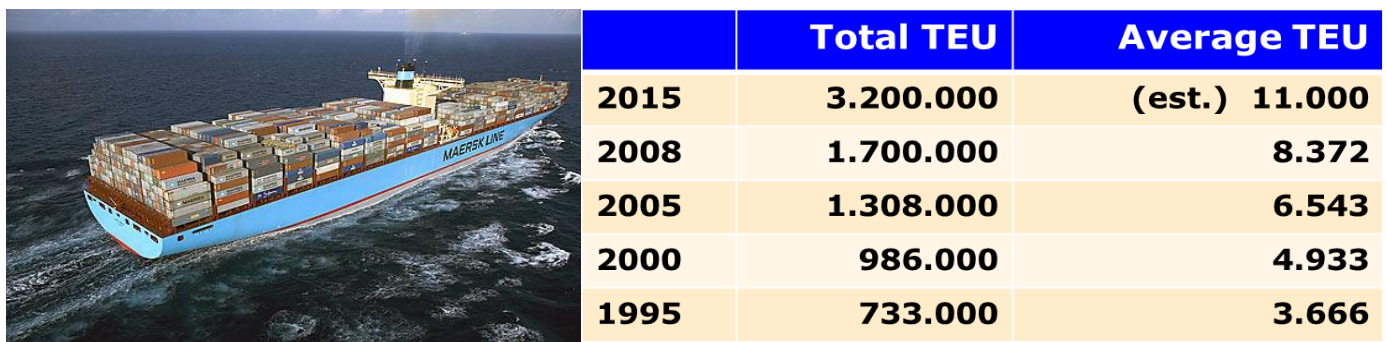 MAERSK LINE
Total TEU Average TEU
2015 3.200.000 (est.) 11.000
2008 1.700.000 8.372
2005 1.308.000 6.543
2000 986.000 4.933
1995 733.000 3.666